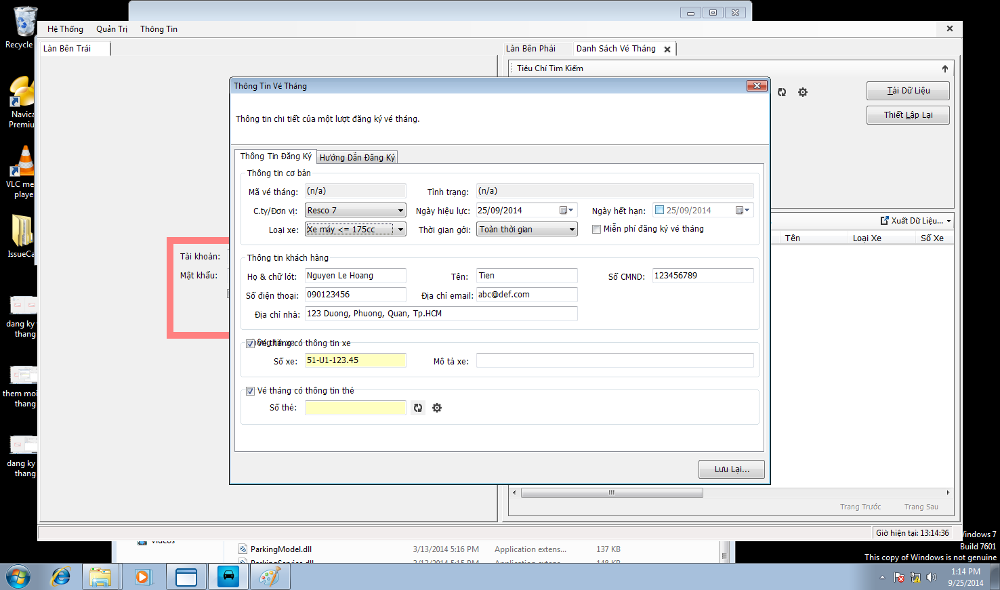 Recycle
Navica
Premiu
VLC me
playe
IssueCa
dang ky
thang
them moi
thang
dang ky
thang
Hệ Thống Quản Trị Thông Tin
Làn Bên Trái
Làn Bên Phải Danh Sách Vé Tháng
Tiêu Chí Tìm Kiếm
Tải Dữ Liệu
Thiết Lập Lại
Xuất Dữ Liệu...
Tên Loại Xe Số Xe
Tài khoản:
Mật khẩu:
Thông Tin Vé Tháng
Thông tin chi tiết của một lượt đăng ký vé tháng.
Thông Tin Đăng Ký Hướng Dẫn Đăng Ký
Thông tin cơ bản
Mã vé tháng: (n/a) Tình trạng: (n/a)
C.ty/Đơn vị: Resco 7 Ngày hiệu lực: 25/09/2014 Ngày hết hạn: 25/09/2014
Loại xe: Xe máy <= 175cc Thời gian gởi: Toàn thời gian Miễn phí đăng ký vé tháng
Thông tin khách hàng
Họ & chữ lót: Nguyen Le Hoang Tên: Tien Số CMND: 123456789
Số điện thoại: 090123456 Địa chỉ email: abc@def.com
Địa chỉ nhà: 123 Duong, Phuong, Quan, Tp.HCM
Vé tháng có thông tin xe
Số xe: 51-U1-123.45 Mô tả xe:
Vé tháng có thông tin thẻ
Số thẻ:
Lưu Lại...
Trang Trước Trang Sau
Giờ hiện tại: 13:14:36
Videos
ParkingModel.dll 3/13/2014 5:16 PM Application extens... 137 KB
ParkingService.dll 3/13/2014 5:15 PM Application extens... 148 KB
Windows 7
Build 7601
This copy of Windows is not genuine
1:14 PM
9/25/2014